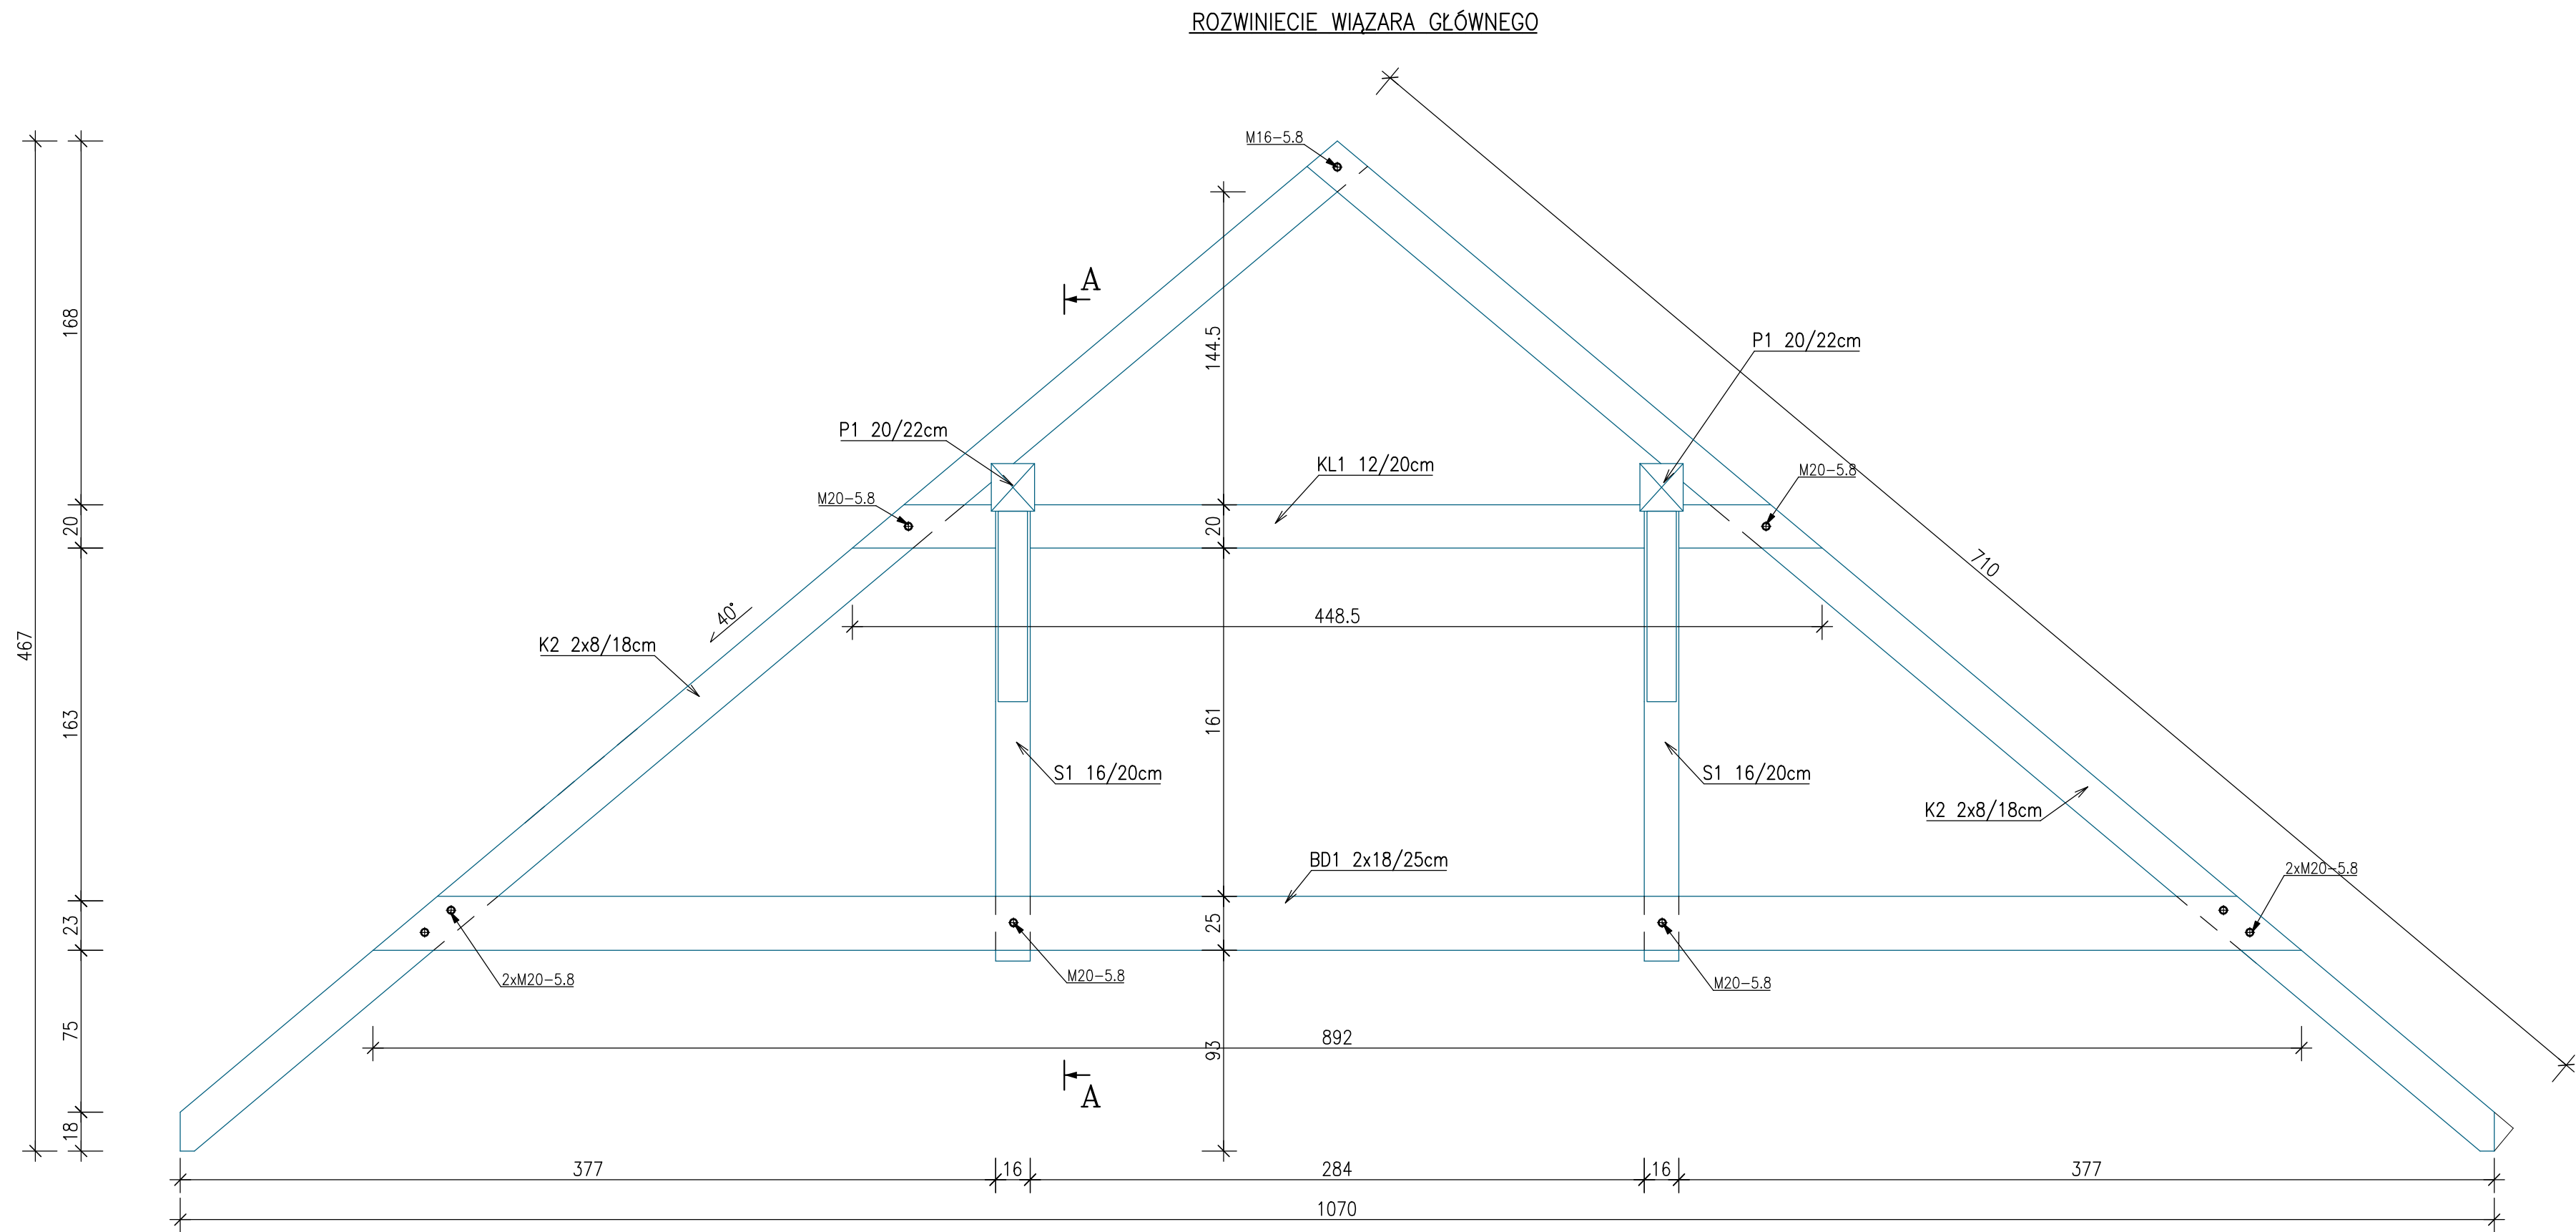 ROZWINIECIE WIĄZARA GŁÓWNEGO
M16-5.8
168
144.5
P1 20/22cm
A
P1 20/22cm
KL1 12/20cm
M20-5.8
M20-5.8
20
20
710
40°
448.5
K2 2x8/18cm
467
163
161
S1 16/20cm
S1 16/20cm
K2 2x8/18cm
BD1 2x18/25cm
2xM20-5.8
23
25
2xM20-5.8
M20-5.8
M20-5.8
75
892
93
A
18
377
16
284
16
377
1070